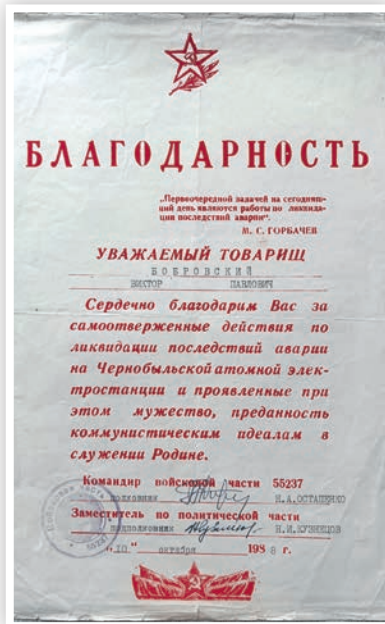 БЛАГОДАРНОСТЬ
„Первоочередной задачей на сегодняш-
ний день являются работы по ликвида-
ции последствий аварии“.
М. С. ГОРБАЧЕВ
УВАЖАЕМЫЙ ТОВАРИЩ
БОБРОВСКИЙ
ВИКТОР ПАВЛОВИЧ
Сердечно благодарим Вас за
самоотверженные действия по
ликвидации последствий аварии
на Чернобыльской атомной элек-
тростанции и проявленные при
этом мужество, преданность
коммунистическим идеалам в
служении Родине.
Командир войсковой части 55237
полковник Н.А.ОСТАПЕНКО
Заместитель по политической части
подполковник Н.И.КУЗНЕЦОВ
„10“ октября 1988 г.